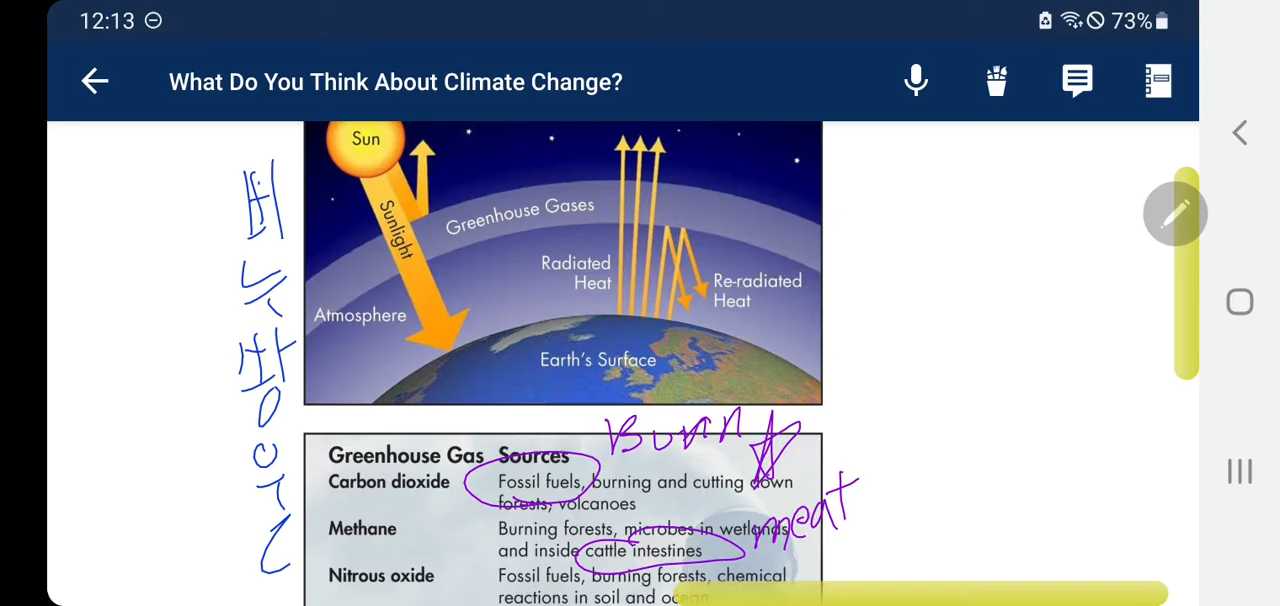 12:13
73%
What Do You Think About Climate Change?
Sun
Sunlight
Greenhouse Gases
Radiated
Heat
Re-radiated
Heat
Atmosphere
Earth's Surface
Burn
Greenhouse Gas Sources
Carbon dioxide Fossil fuels, burning and cutting down
forests, volcanoes
meat
Methane Burning forests, microbes in wetlands
and inside cattle intestines
Nitrous oxide Fossil fuels, burning forests, chemical
reactions in soil and ocean